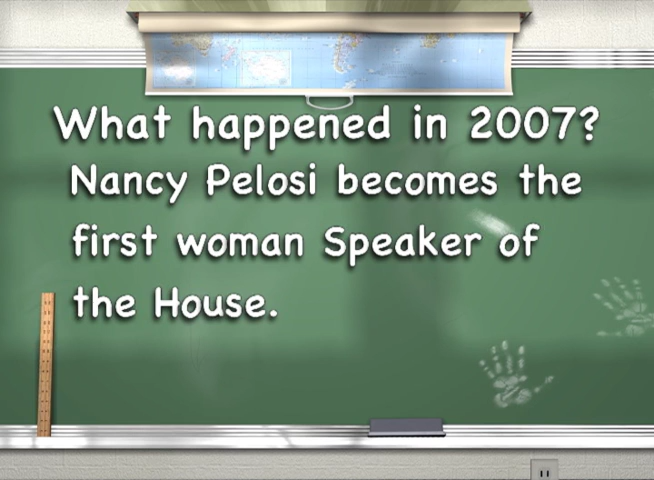 What happened in 2007?
Nancy Pelosi becomes the
first woman Speaker of
the House.